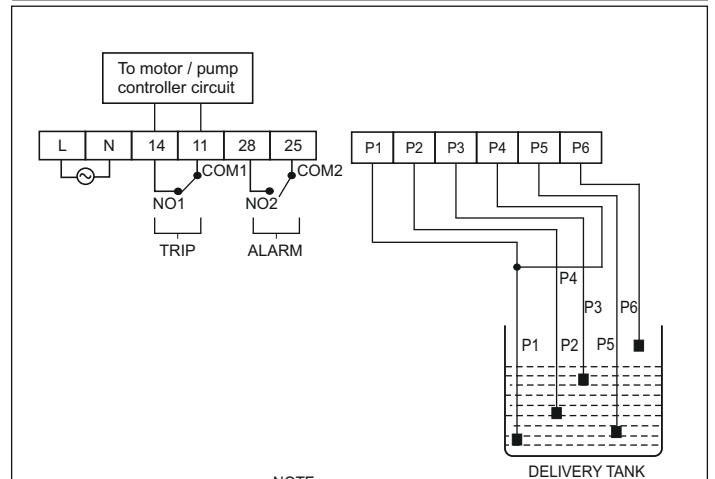 To motor / pump
controller circuit
L N 14 11 28 25
P1 P2 P3 P4 P5 P6
COM1 COM2
NO1 NO2
TRIP ALARM
P4
P3 P6
P1 P2 P5
DELIVERY TANK
NOTE